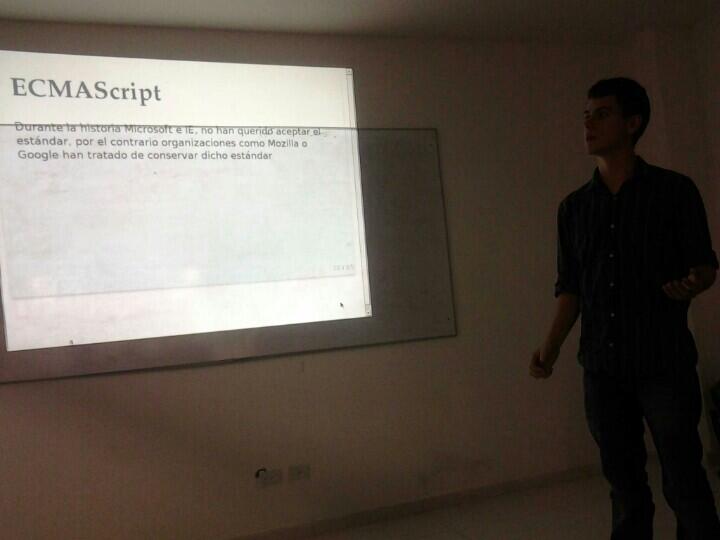 ECMAScript
Durante la historia Microsoft e IE, no han querido aceptar el
estándar, por el contrario organizaciones como Mozilla o
Google han tratado de conservar dicho estándar